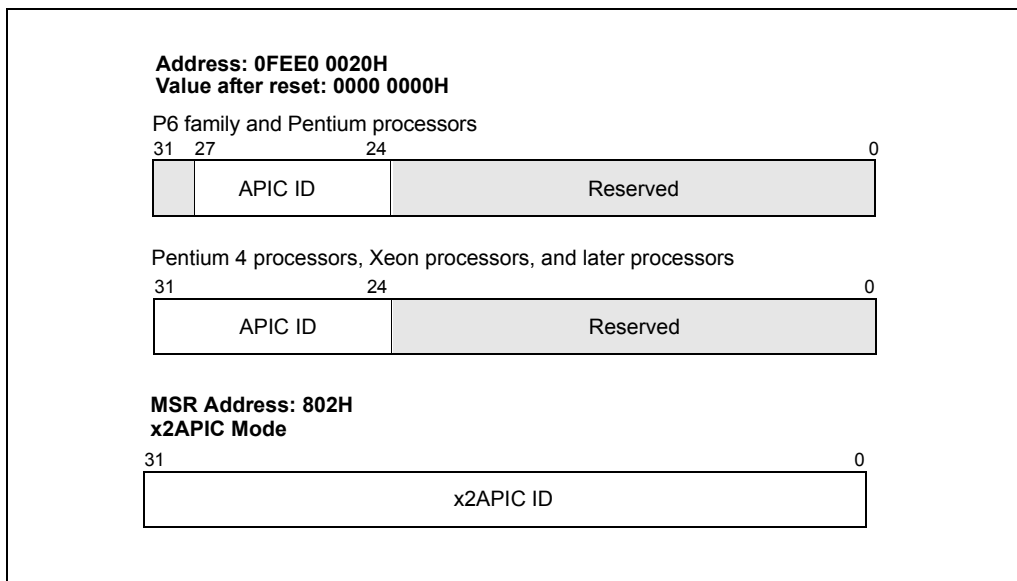 Address: 0FEE0 0020H
Value after reset: 0000 0000H
P6 family and Pentium processors
31 27 24 0
APIC ID Reserved
Pentium 4 processors, Xeon processors, and later processors
31 24 0
APIC ID Reserved
MSR Address: 802H
x2APIC Mode
31 0
x2APIC ID